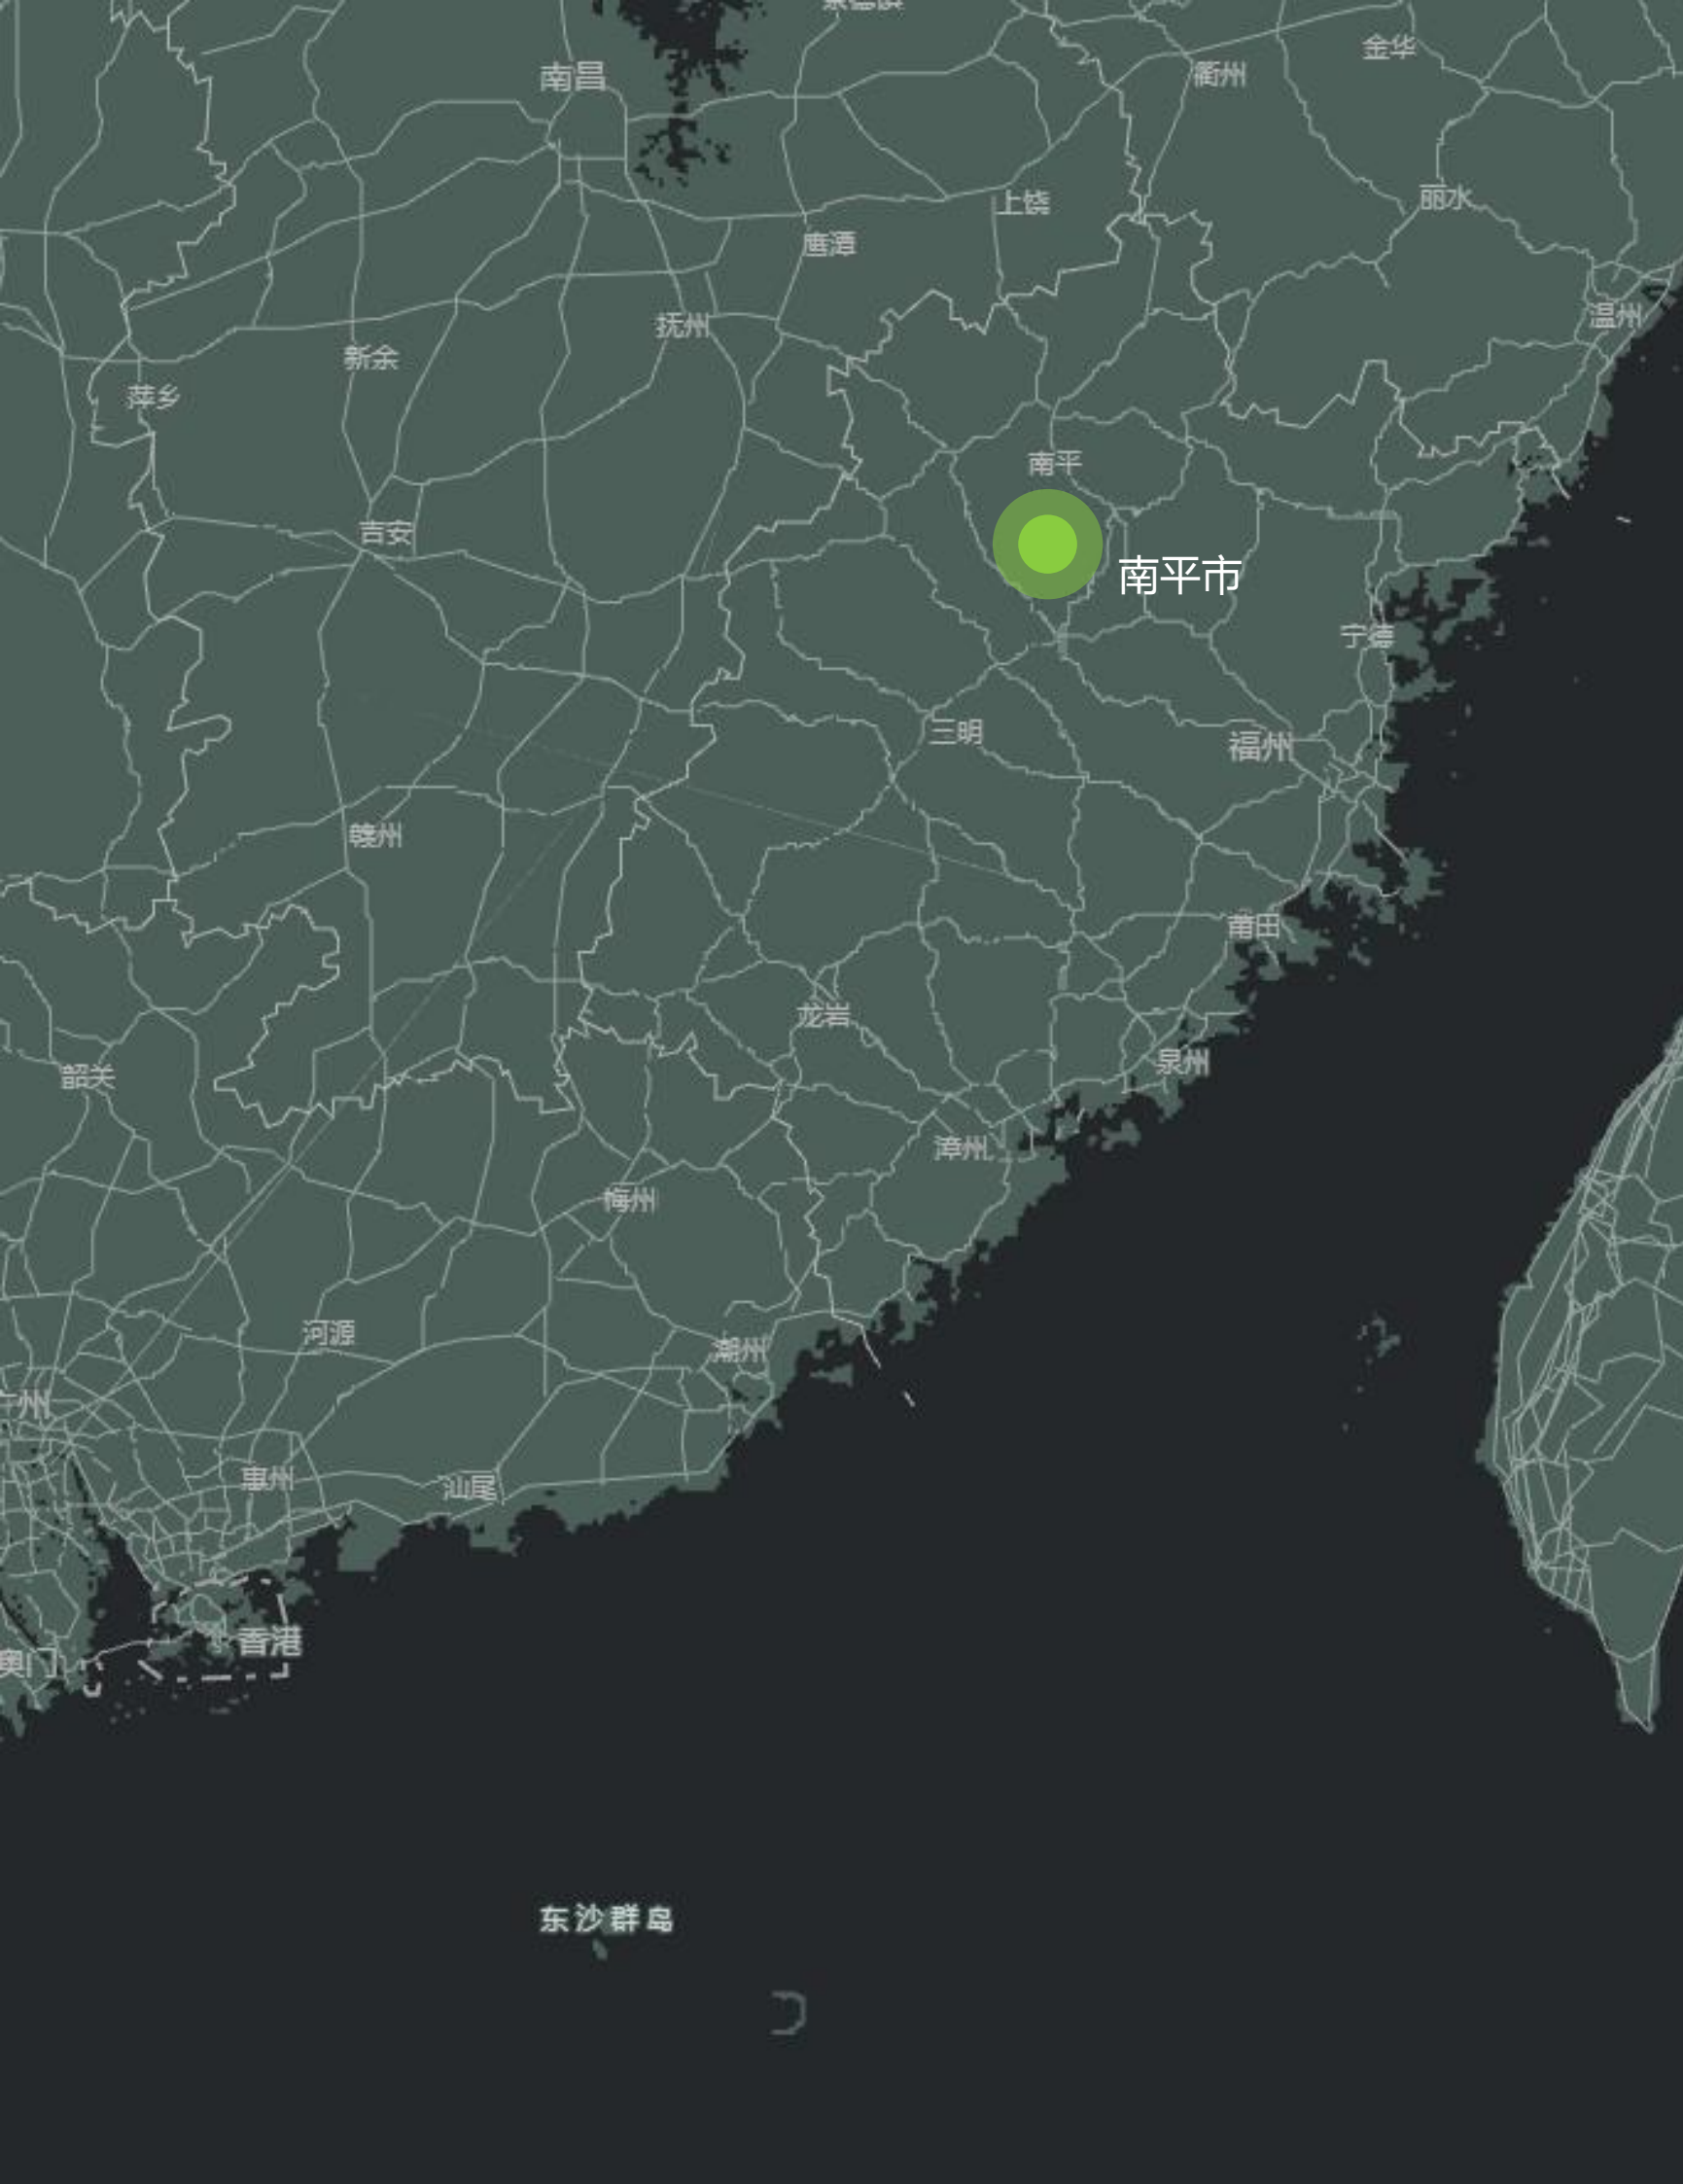 南昌
金华
衢州
上饶
丽水
鹰潭
温州
抚州
新余
萍乡
南平
吉安
南平市
宁德
三明
福州
赣州
莆田
龙岩
泉州
韶关
漳州
梅州
河源
潮州
州
惠州
汕尾
香港
澳门
东沙群岛